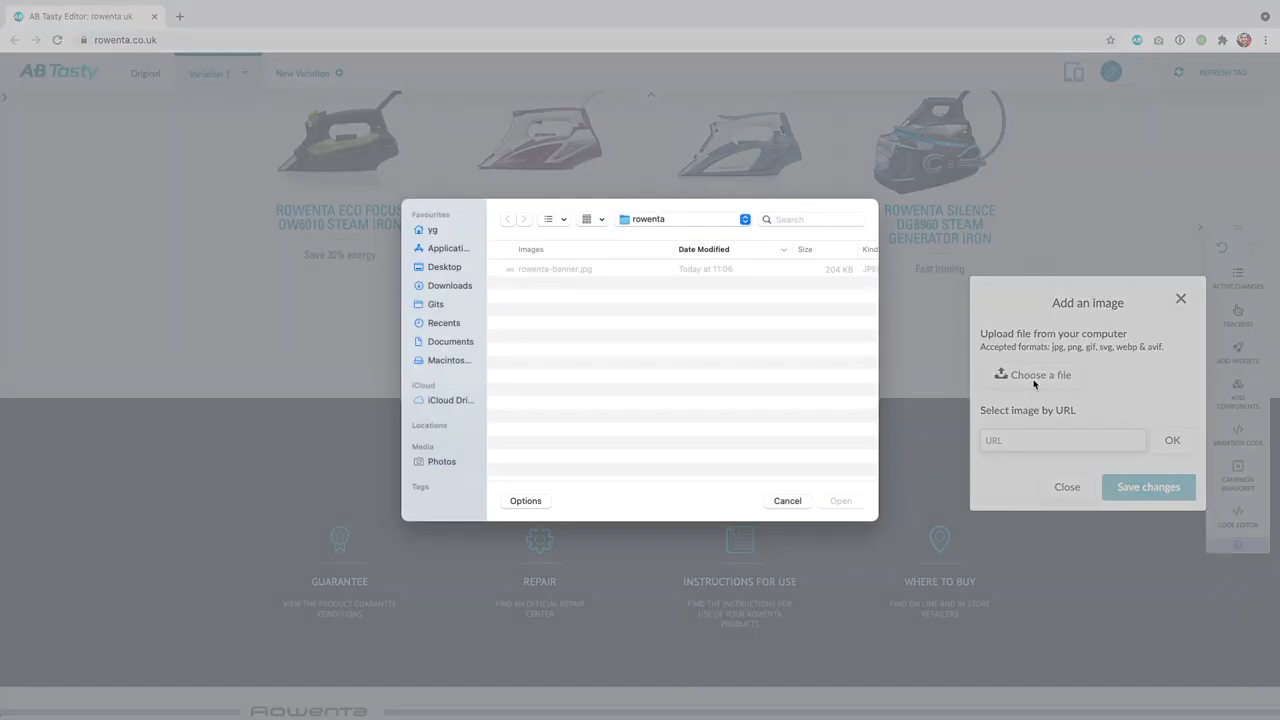 AB Tasty Editor: rowenta uk
rowenta.co.uk
AB Tasty
Original
Variation 1
New Variation
REFRESH TAG
ROWENTA ECO FOCUS
DW6010 STEAM IRON
Save 30% energy
ROWENTA SILENCE
DG8960 STEAM
GENERATOR IRON
Fast Ironing
Favourites
yg
Applicati...
Desktop
Downloads
Gits
Recents
Documents
Macintos...
iCloud
iCloud Dri...
Locations
Media
Photos
Tags
rowenta
Search
Images
Date Modified
Size
Kind
rowenta-banner.jpg
Today at 11:06
204 KB
JPE
Options
Cancel
Open
Add an image
Upload file from your computer
Accepted formats: jpg, png, gif, svg, webp & avif.
Choose a file
Select image by URL
URL
OK
Close
Save changes
ACTIVE CHANGES
TRACKERS
ADD WIDGETS
ADD
COMPONENTS
VARIATION CODE
CAMPAIGN
JAVASCRIPT
CODE EDITOR
GUARANTEE
VIEW THE PRODUCT GUARANTEE
CONDITIONS
REPAIR
FIND AN OFFICIAL REPAIR
CENTER
INSTRUCTIONS FOR USE
FIND THE INSTRUCTIONS FOR
USE OF YOUR ROWENTA
PRODUCTS
WHERE TO BUY
FIND ON LINE AND IN STORE
RETAILERS
Rowenta